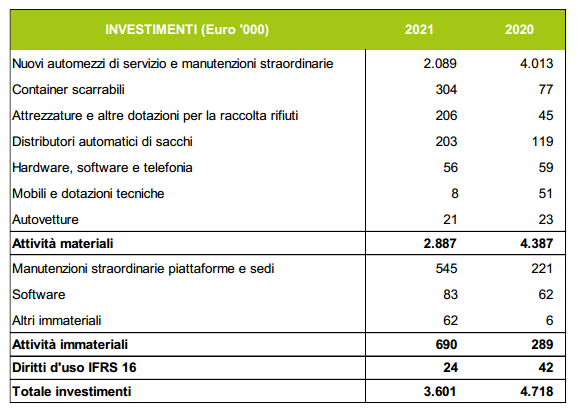 INVESTIMENTI (Euro '000) 2021 2020
Nuovi automezzi di servizio e manutenzioni straordinarie 2.089 4.013
Container scarrabili 304 77
Attrezzature e altre dotazioni per la raccolta rifiuti 206 45
Distributori automatici di sacchi 203 119
Hardware, software e telefonia 56 59
Mobili e dotazioni tecniche 8 51
Autovetture 21 23
Attività materiali 2.887 4.387
Manutenzioni straordinarie piattaforme e sedi 545 221
Software 83 62
Altri immateriali 62 6
Attività immateriali 690 289
Diritti d'uso IFRS 16 24 42
Totale investimenti 3.601 4.718